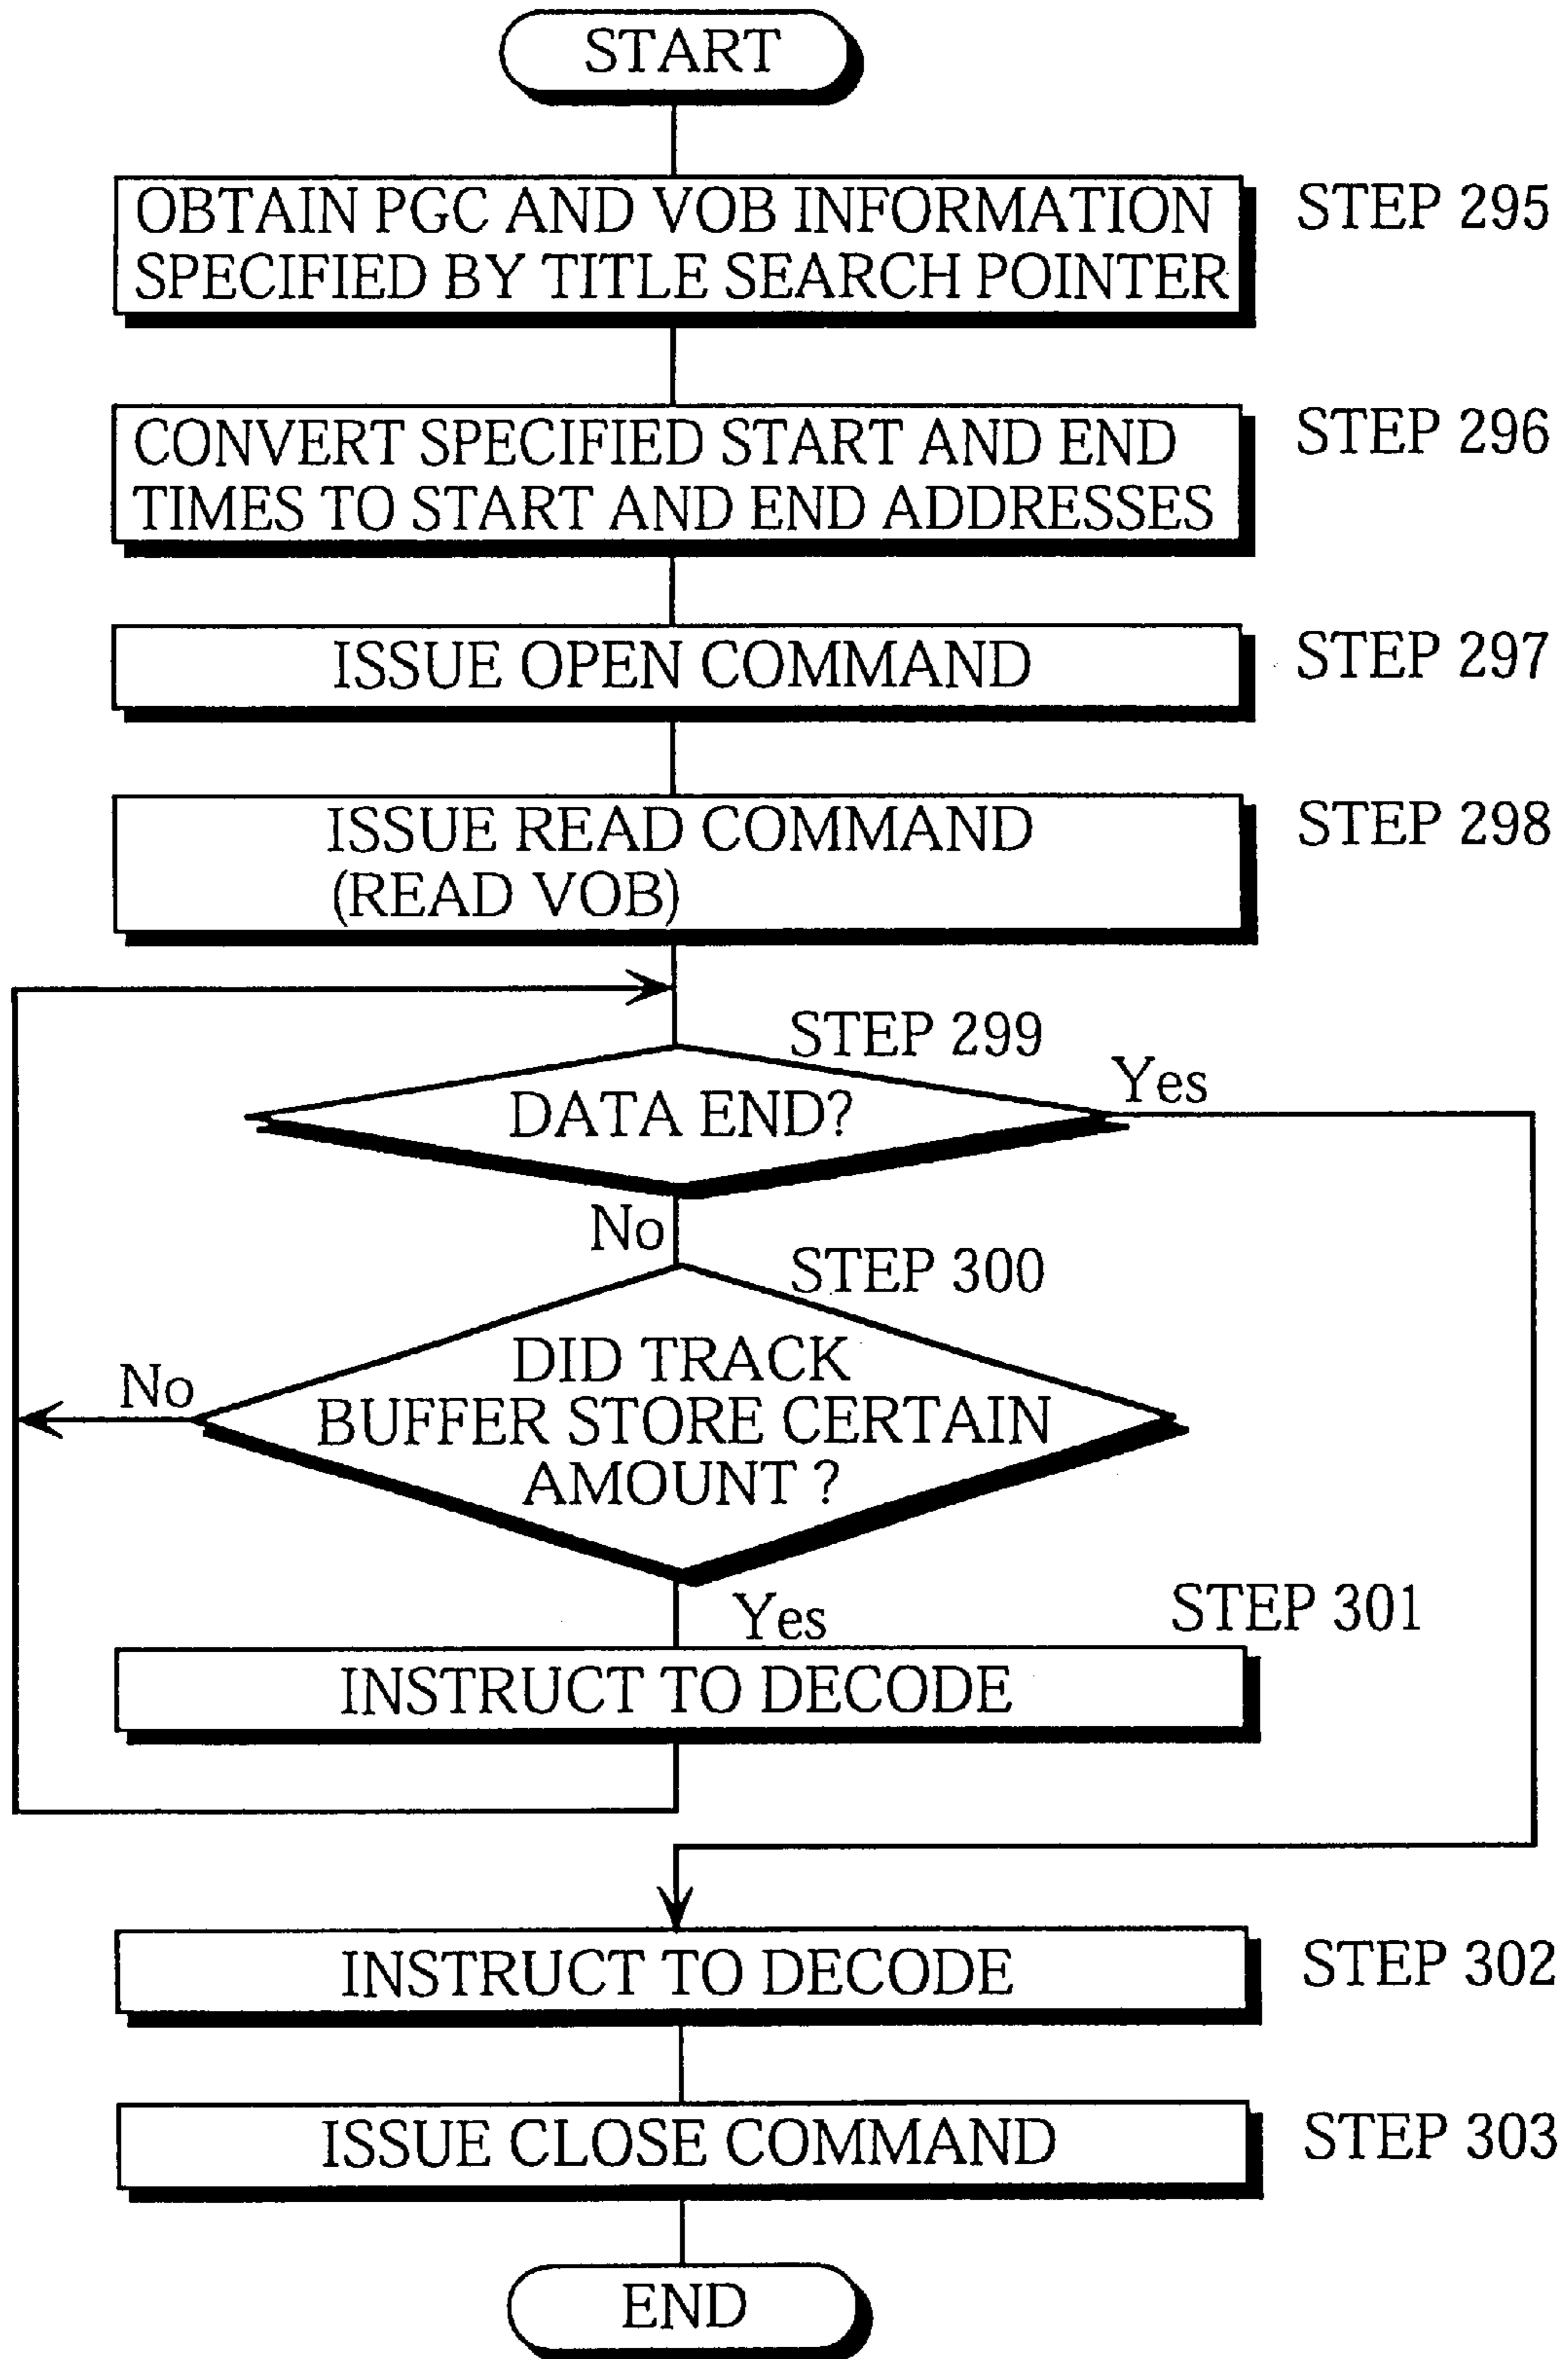 START
OBTAIN PGC AND VOB INFORMATION
SPECIFIED BY TITLE SEARCH POINTER
STEP 295
CONVERT SPECIFIED START AND END
TIMES TO START AND END ADDRESSES
STEP 296
ISSUE OPEN COMMAND
STEP 297
ISSUE READ COMMAND
(READ VOB)
STEP 298
STEP 299
DATA END?
Yes
No
STEP 300
DID TRACK
BUFFER STORE CERTAIN
AMOUNT ?
No
Yes
STEP 301
INSTRUCT TO DECODE
INSTRUCT TO DECODE
STEP 302
ISSUE CLOSE COMMAND
STEP 303
END